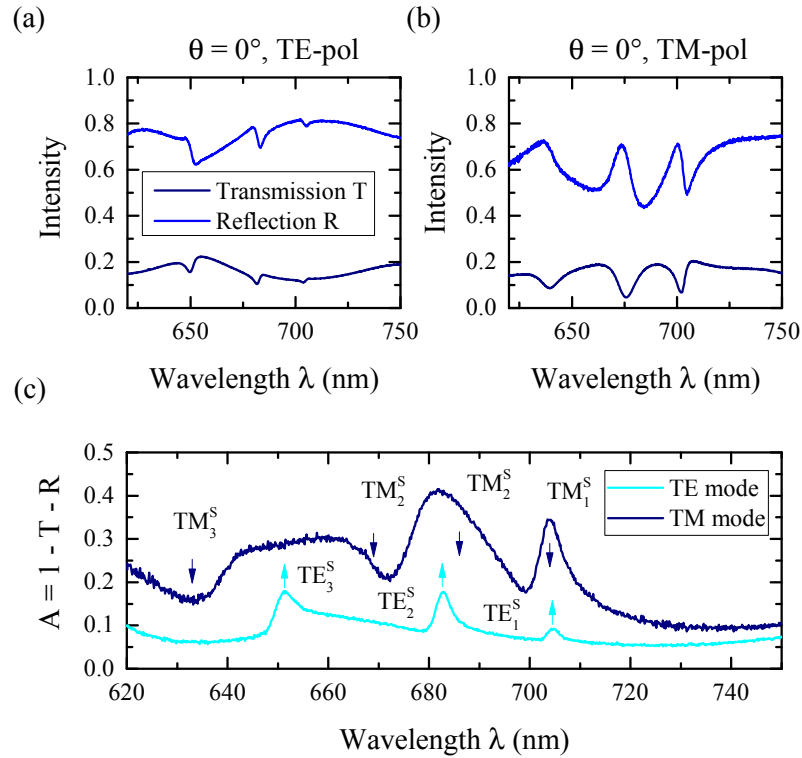 (a)
θ = 0°, TE-pol
1.0
0.8
0.6
0.4
0.2
0.0
Intensity
Transmission T
Reflection R
650
700
750
Wavelength λ (nm)
(b)
θ = 0°, TM-pol
1.0
0.8
0.6
0.4
0.2
0.0
Intensity
650
700
750
Wavelength λ (nm)
(c)
0.5
0.4
0.3
0.2
0.1
0.0
A = 1 - T - R
TM₃ˢ
TM₂ˢ
TM₂ˢ
TM₁ˢ
TE₃ˢ
TE₂ˢ
TE₁ˢ
TE mode
TM mode
620
640
660
680
700
720
740
Wavelength λ (nm)